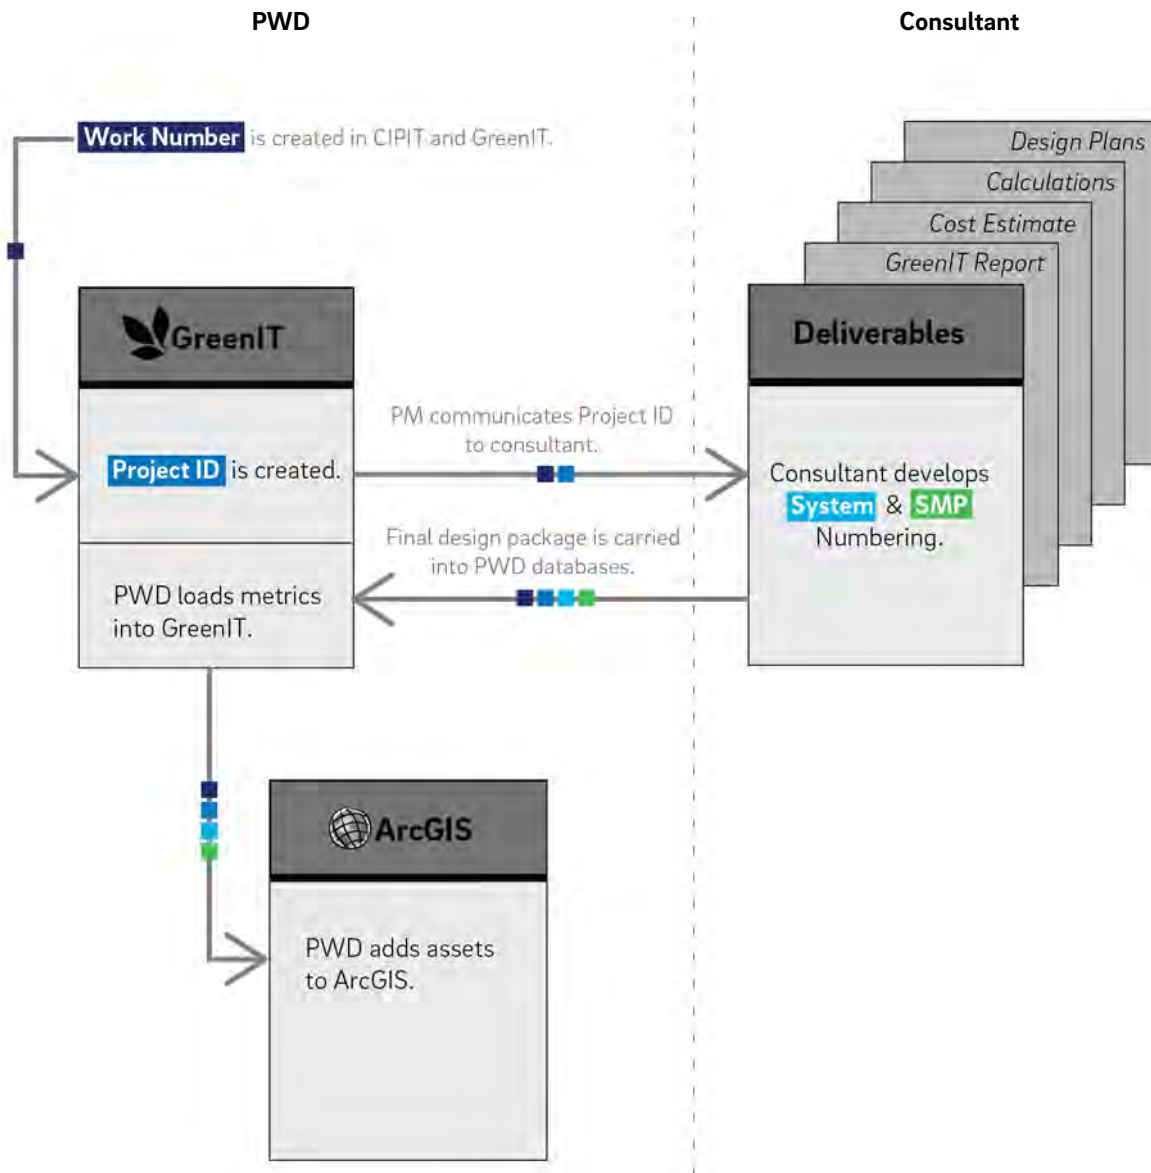 PWD
Consultant
Work Number is created in CIPIT and GreenIT.
Design Plans
Calculations
Cost Estimate
GreenIT Report
GreenIT
Deliverables
PM communicates Project ID
to consultant.
Project ID is created.
Consultant develops
System & SMP
Numbering.
Final design package is carried
into PWD databases.
PWD loads metrics
into GreenIT.
ArcGIS
PWD adds assets
to ArcGIS.